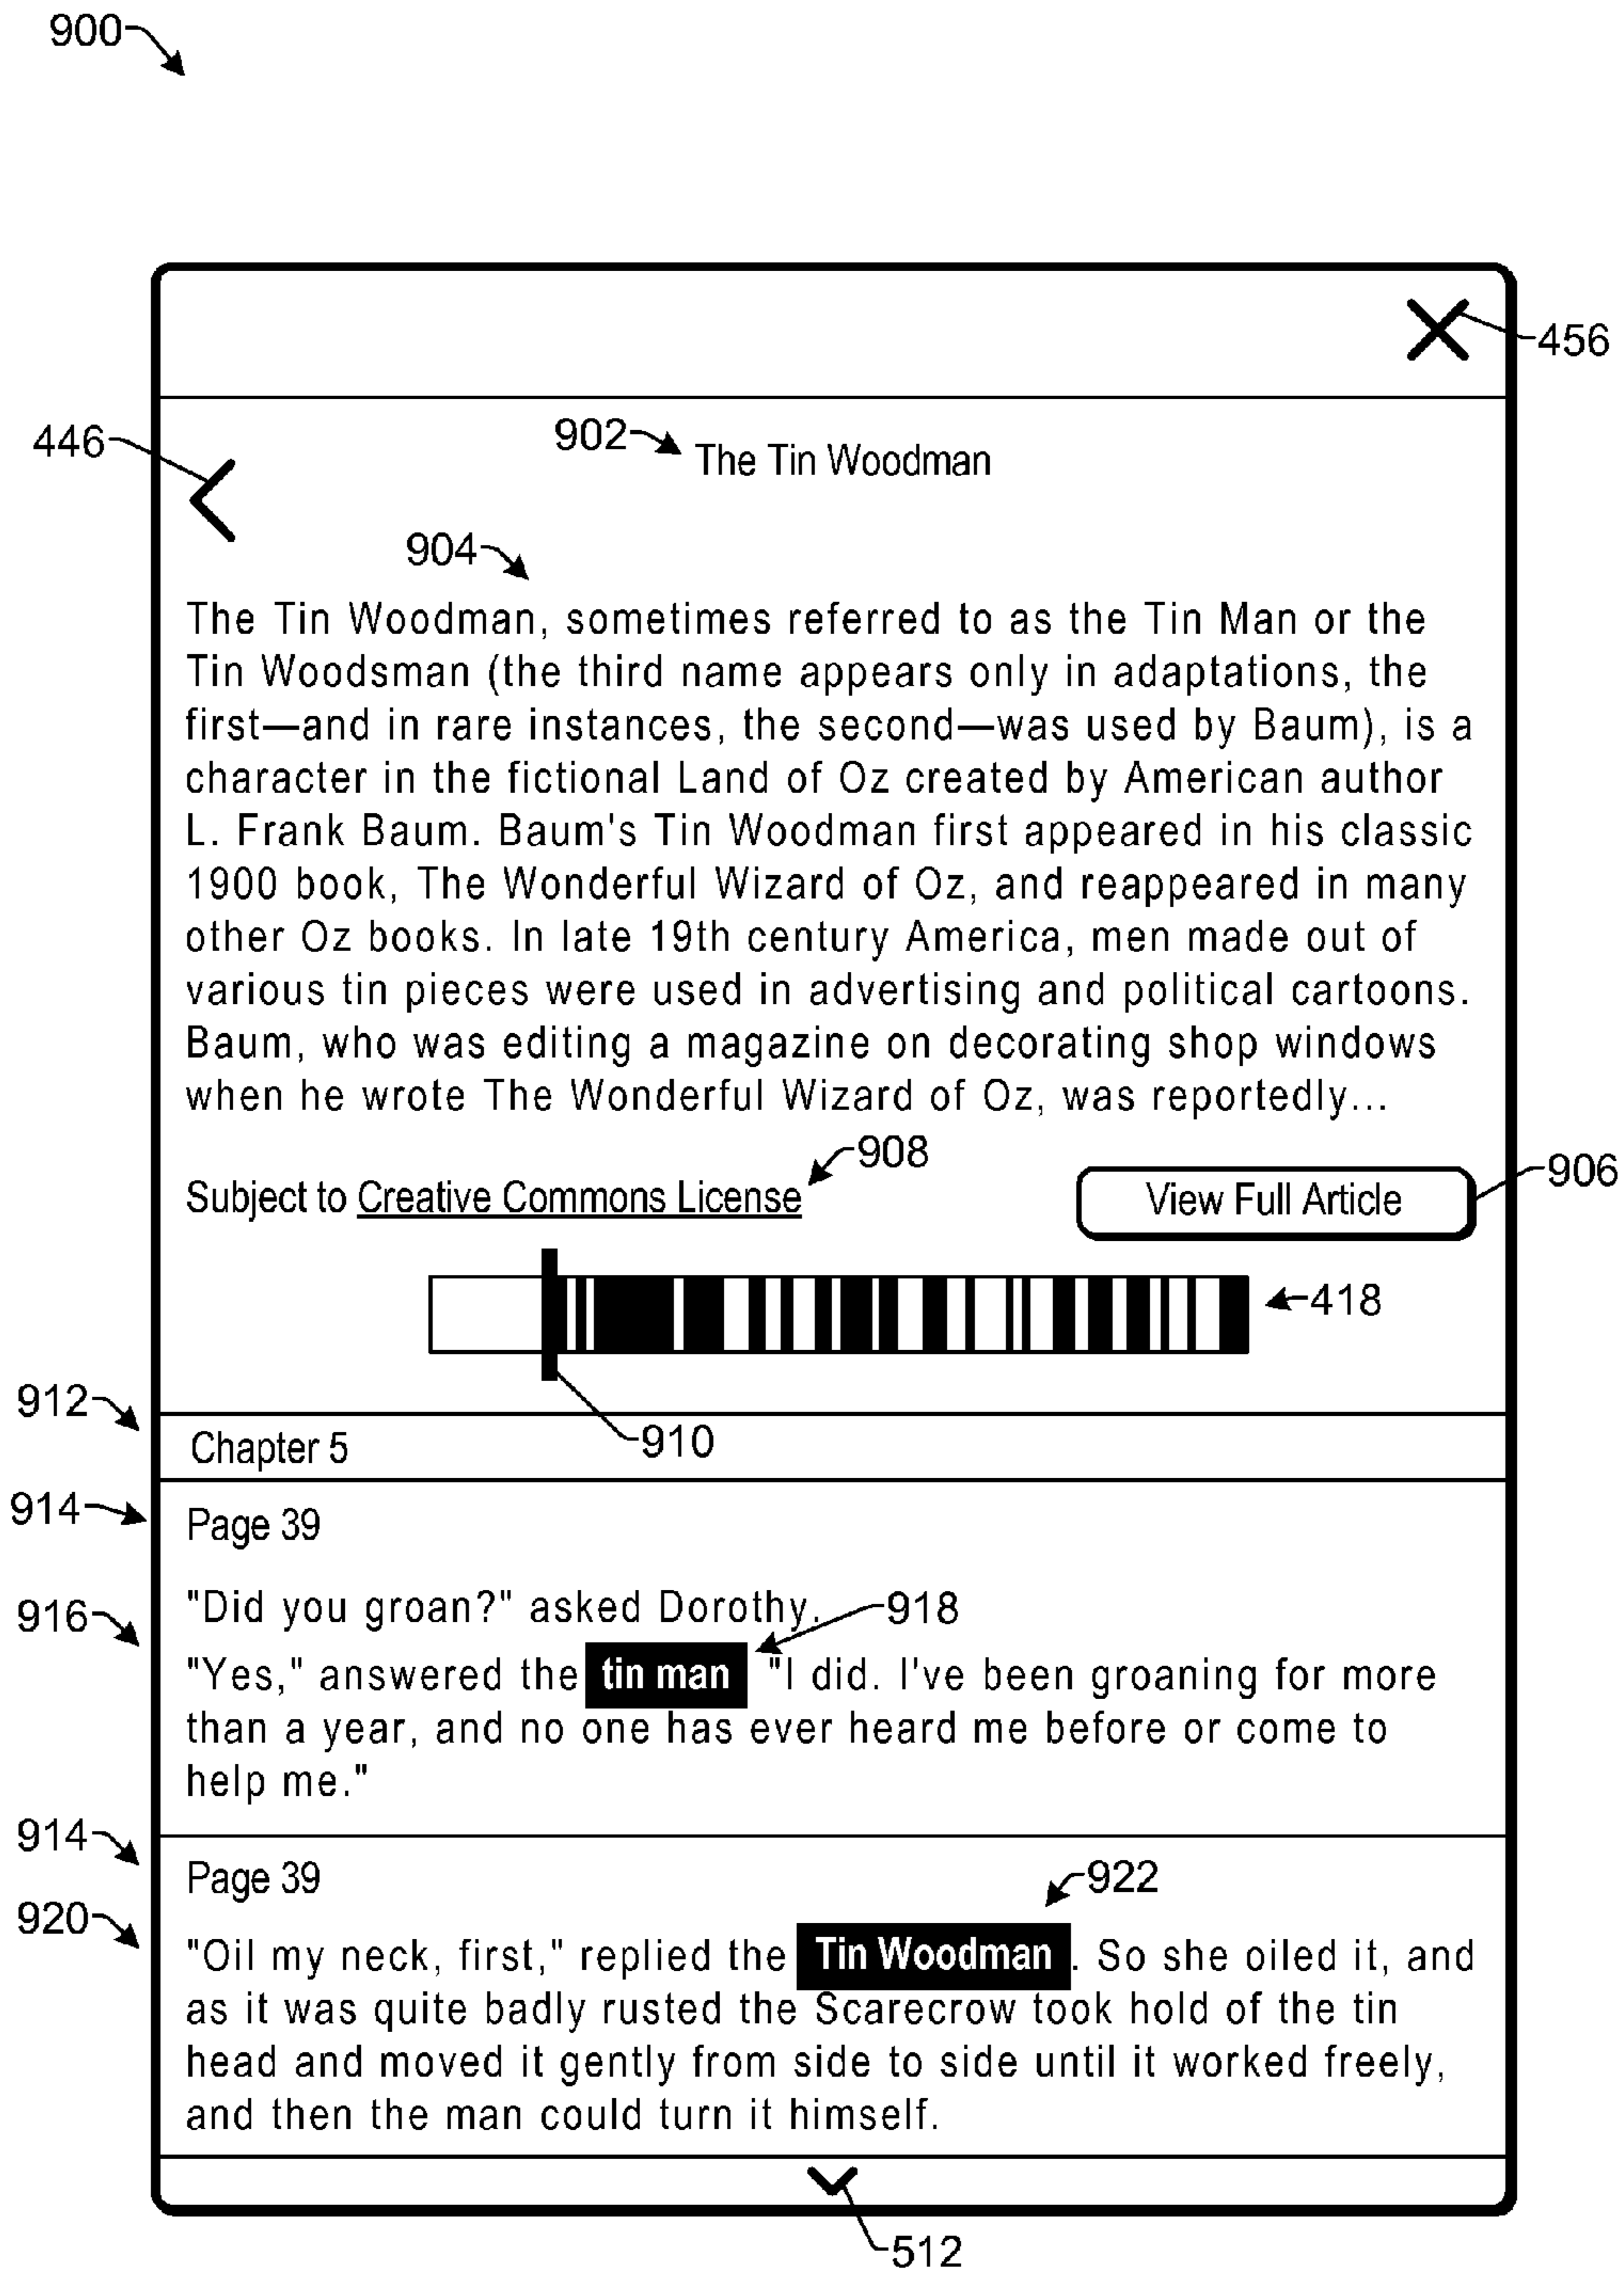 900
456
446
902
The Tin Woodman
904
The Tin Woodman, sometimes referred to as the Tin Man or the
Tin Woodsman (the third name appears only in adaptations, the
first—and in rare instances, the second—was used by Baum), is a
character in the fictional Land of Oz created by American author
L. Frank Baum. Baum's Tin Woodman first appeared in his classic
1900 book, The Wonderful Wizard of Oz, and reappeared in many
other Oz books. In late 19th century America, men made out of
various tin pieces were used in advertising and political cartoons.
Baum, who was editing a magazine on decorating shop windows
when he wrote The Wonderful Wizard of Oz, was reportedly...
908
906
Subject to Creative Commons License
View Full Article
418
912
910
Chapter 5
914
Page 39
"Did you groan?" asked Dorothy.
918
916
"Yes," answered the tin man "I did. I've been groaning for more
than a year, and no one has ever heard me before or come to
help me."
914
Page 39
922
920
"Oil my neck, first," replied the Tin Woodman. So she oiled it, and
as it was quite badly rusted the Scarecrow took hold of the tin
head and moved it gently from side to side until it worked freely,
and then the man could turn it himself.
512